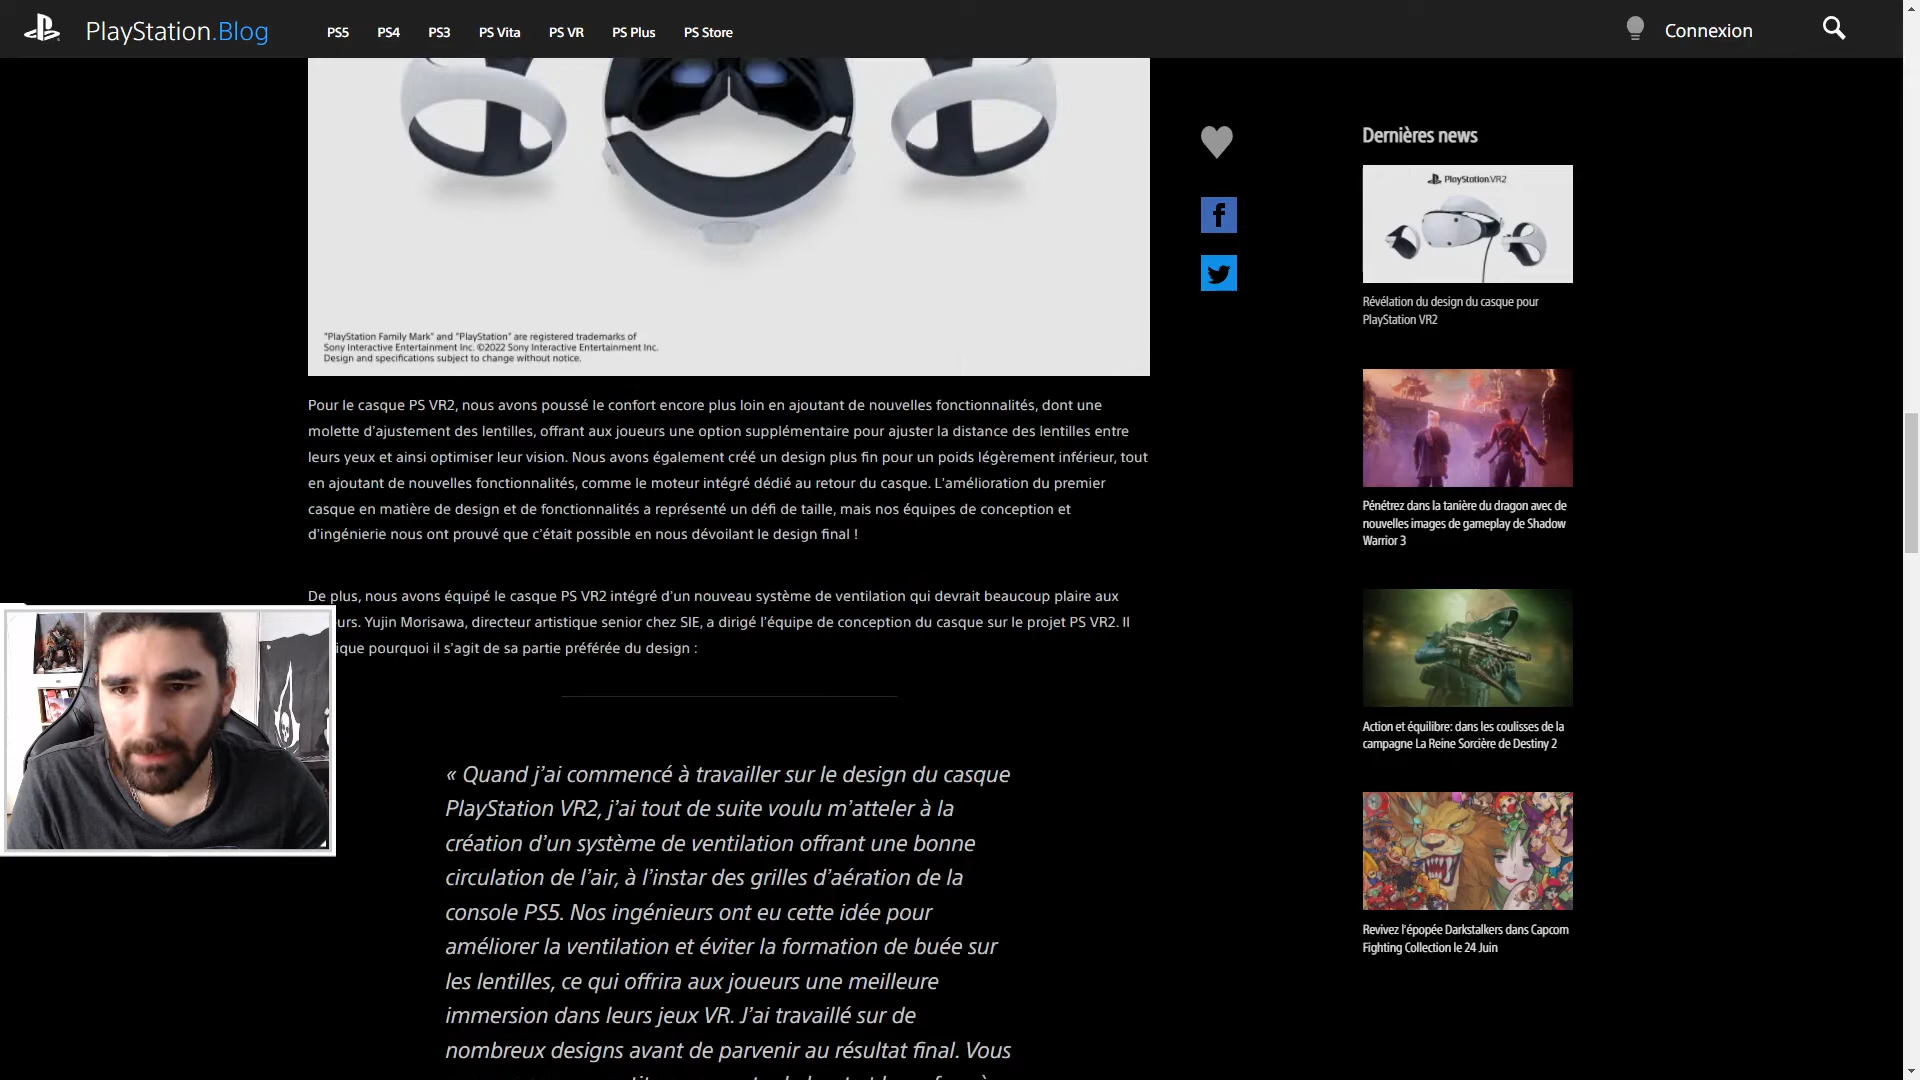 PlayStation.Blog
PS5 PS4 PS3 PS Vita PS VR PS Plus PS Store
Connexion
"PlayStation Family Mark" and "PlayStation" are registered trademarks of
Sony Interactive Entertainment Inc. ©2022 Sony Interactive Entertainment Inc.
Design and specifications subject to change without notice.
Pour le casque PS VR2, nous avons poussé le confort encore plus loin en ajoutant de nouvelles fonctionnalités, dont une
molette d'ajustement des lentilles, offrant aux joueurs une option supplémentaire pour ajuster la distance des lentilles entre
leurs yeux et ainsi optimiser leur vision. Nous avons également créé un design plus fin pour un poids légèrement inférieur, tout
en ajoutant de nouvelles fonctionnalités, comme le moteur intégré dédié au retour du casque. L'amélioration du premier
casque en matière de design et de fonctionnalités a représenté un défi de taille, mais nos équipes de conception et
d'ingénierie nous ont prouvé que c'était possible en nous dévoilant le design final !
De plus, nous avons équipé le casque PS VR2 intégré d'un nouveau système de ventilation qui devrait beaucoup plaire aux
urs. Yujin Morisawa, directeur artistique senior chez SIE, a dirigé l'équipe de conception du casque sur le projet PS VR2. Il
ique pourquoi il s'agit de sa partie préférée du design :
« Quand j'ai commencé à travailler sur le design du casque
PlayStation VR2, j'ai tout de suite voulu m'atteler à la
création d'un système de ventilation offrant une bonne
circulation de l'air, à l'instar des grilles d'aération de la
console PS5. Nos ingénieurs ont eu cette idée pour
améliorer la ventilation et éviter la formation de buée sur
les lentilles, ce qui offrira aux joueurs une meilleure
immersion dans leurs jeux VR. J'ai travaillé sur de
nombreux designs avant de parvenir au résultat final. Vous
Dernières news
PlayStation VR2
Révélation du design du casque pour
PlayStation VR2
Pénétrez dans la tanière du dragon avec de
nouvelles images de gameplay de Shadow
Warrior 3
Action et équilibre: dans les coulisses de la
campagne La Reine Sorcière de Destiny 2
Revivez l'épopée Darkstalkers dans Capcom
Fighting Collection le 24 Juin